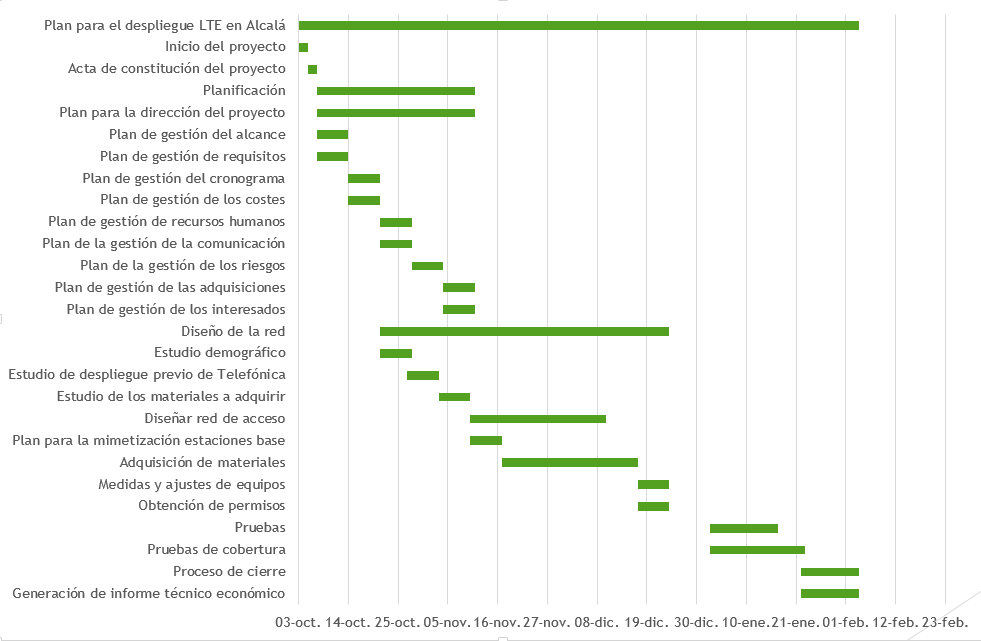 Plan para el despliegue LTE en Alcalá
Inicio del proyecto
Acta de constitución del proyecto
Planificación
Plan para la dirección del proyecto
Plan de gestión del alcance
Plan de gestión de requisitos
Plan de gestión del cronograma
Plan de gestión de los costes
Plan de gestión de recursos humanos
Plan de la gestión de la comunicación
Plan de la gestión de los riesgos
Plan de gestión de las adquisiciones
Plan de gestión de los interesados
Diseño de la red
Estudio demográfico
Estudio de despliegue previo de Telefónica
Estudio de los materiales a adquirir
Diseñar red de acceso
Plan para la mimetización estaciones base
Adquisición de materiales
Medidas y ajustes de equipos
Obtención de permisos
Pruebas
Pruebas de cobertura
Proceso de cierre
Generación de informe técnico económico
03-oct. 14-oct. 25-oct. 05-nov. 16-nov. 27-nov. 08-dic. 19-dic. 30-dic. 10-ene. 21-ene. 01-feb. 12-feb. 23-feb.